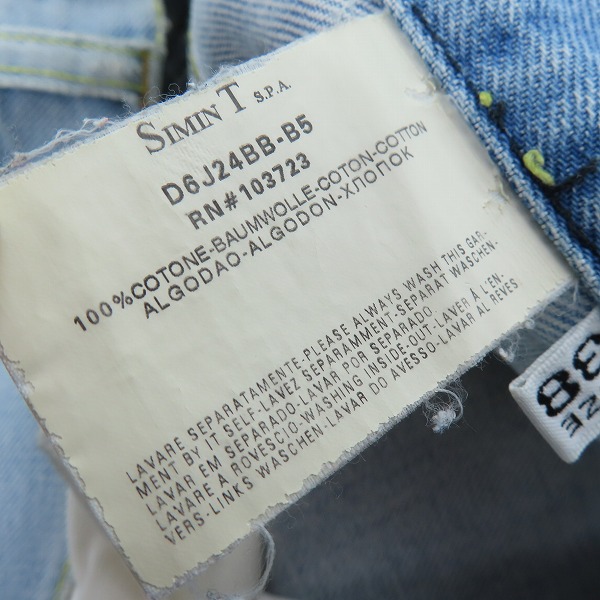 SIMINT S.P.A.
D6J24BB-B5
RN#103723
100%COTONE-BAUMWOLLE-COTON-COTTON
ALGODAO-ALGODON-ХЛОПОК
LAVARE SEPARATAMENTE-PLEASE ALWAYS WASH THIS GAR-
MENT BY IT SELF-LAVEZ SEPARAMMENT-SEPARAT WASCHEN-
LAVAR EM SEPARADO-LAVAR POR SEPARADO.
LAVARE A ROVESCIO-WASHING INSIDE-OUT-LAVER À L'EN-
VERS-LINKS WASCHEN-LAVAR DO AVESSO-LAVAR AL REVES
38